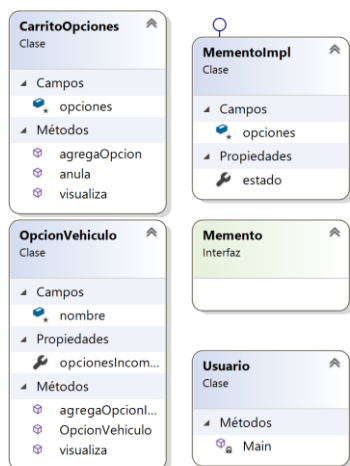 CarritoOpciones
Clase
Campos
opciones
Métodos
agregaOpcion
anula
visualiza
MementoImpl
Clase
Campos
opciones
Propiedades
estado
OpcionVehiculo
Clase
Campos
nombre
Propiedades
opcionesIncom...
Métodos
agregaOpcionI...
OpcionVehiculo
visualiza
Memento
Interfaz
Usuario
Clase
Métodos
Main